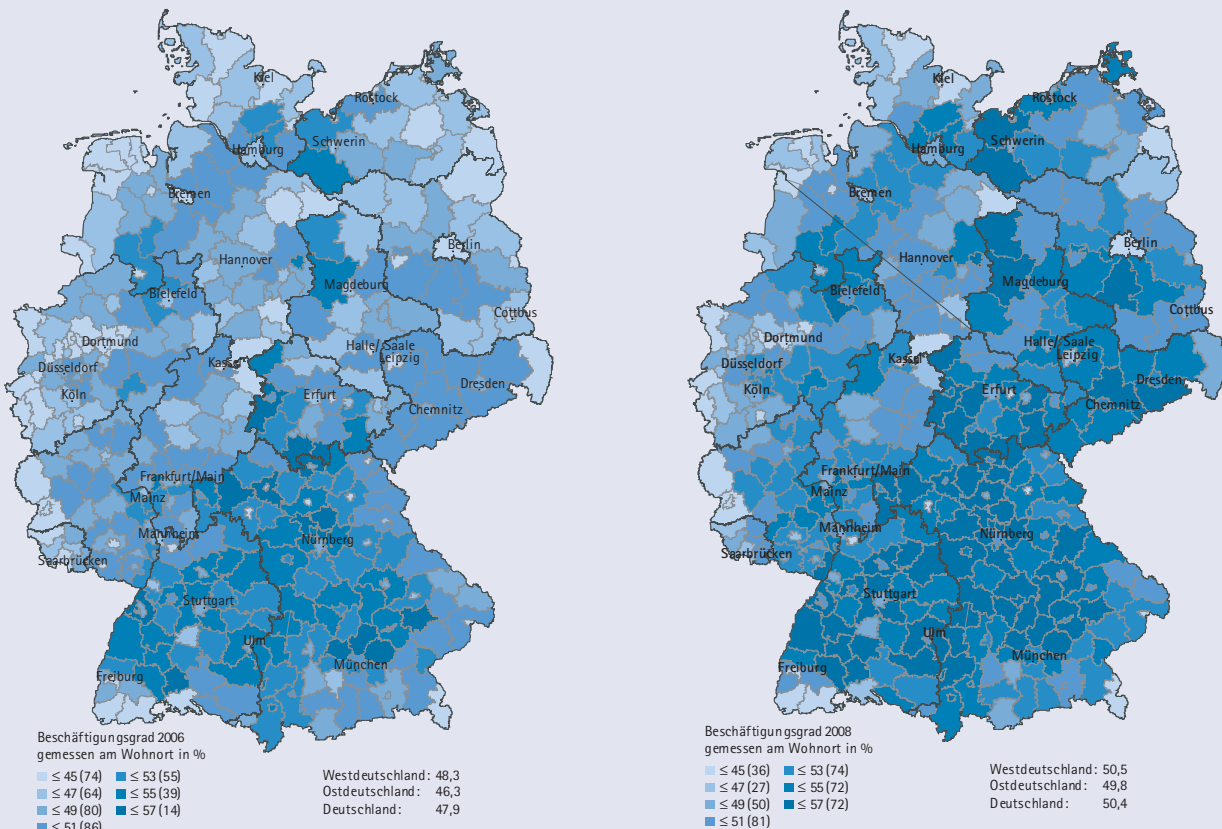 Kiel
Rostock
Schwerin
Hamburg
Bremen
Berlin
Hannover
Magdeburg
Bielefeld
Cottbus
Dortmund
Halle/Saale
Leipzig
Kassel
Düsseldorf
Dresden
Erfurt
Köln
Chemnitz
Frankfurt/Main
Mainz
Mannheim
Nürnberg
Saarbrücken
Stuttgart
Ulm
München
Freiburg
Beschäftigungsgrad 2006
gemessen am Wohnort in %
≤ 45 (74) ≤ 53 (55)
≤ 47 (64) ≤ 55 (39)
≤ 49 (80) ≤ 57 (14)
≤ 51 (86)
Westdeutschland: 48,3
Ostdeutschland: 46,3
Deutschland: 47,9
Kiel
Rostock
Schwerin
Hamburg
Bremen
Berlin
Hannover
Magdeburg
Bielefeld
Cottbus
Dortmund
Halle/Saale
Leipzig
Kassel
Düsseldorf
Dresden
Erfurt
Köln
Chemnitz
Frankfurt/Main
Mainz
Mannheim
Nürnberg
Saarbrücken
Stuttgart
Ulm
München
Freiburg
Beschäftigungsgrad 2008
gemessen am Wohnort in %
≤ 45 (36) ≤ 53 (74)
≤ 47 (27) ≤ 55 (72)
≤ 49 (50) ≤ 57 (72)
≤ 51 (81)
Westdeutschland: 50,5
Ostdeutschland: 49,8
Deutschland: 50,4